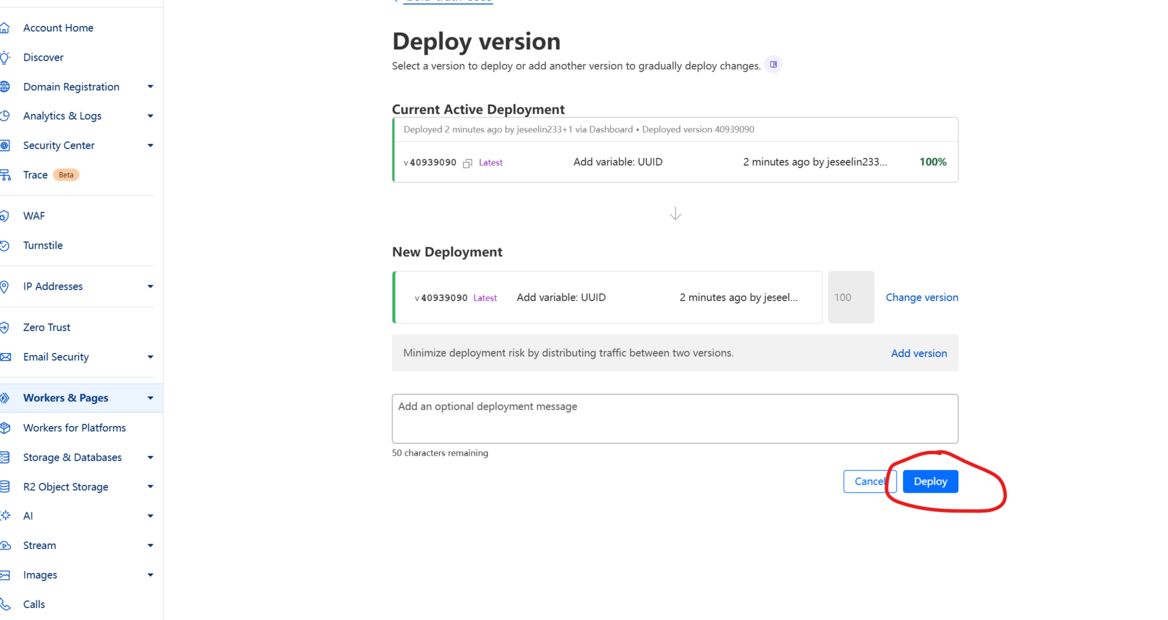 Account Home
Discover
Domain Registration
Analytics & Logs
Security Center
Trace Beta
WAF
Turnstile
IP Addresses
Zero Trust
Email Security
Workers & Pages
Workers for Platforms
Storage & Databases
R2 Object Storage
AI
Stream
Images
Calls
Deploy version
Select a version to deploy or add another version to gradually deploy changes.
Current Active Deployment
Deployed 2 minutes ago by jeseelin233+1 via Dashboard • Deployed version 40939090
v 40939090 Latest Add variable: UUID 2 minutes ago by jeseelin233... 100%
New Deployment
v 40939090 Latest Add variable: UUID 2 minutes ago by jeseel... 100 Change version
Minimize deployment risk by distributing traffic between two versions. Add version
Add an optional deployment message
50 characters remaining
Cancel Deploy